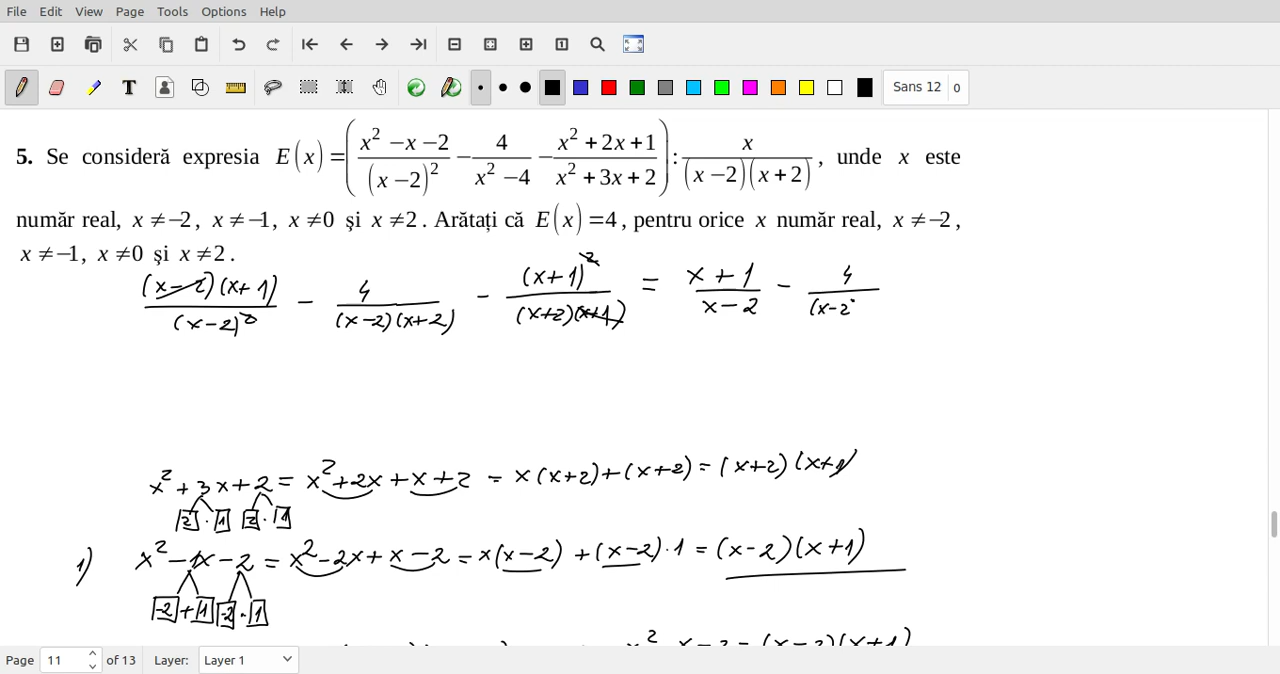 File Edit View Page Tools Options Help
T Sans 12 0
5. Se consideră expresia E(x)=((x²−x−2)/(x−2)² − 4/(x²−4) − (x²+2x+1)/(x²+3x+2)) : x/((x−2)(x+2)), unde x este
număr real, x≠−2, x≠−1, x≠0 și x≠2. Arătați că E(x)=4, pentru orice x număr real, x≠−2,
x≠−1, x≠0 și x≠2.
(x-2)(x+1)/(x-2)² − 4/((x-2)(x+2)) − (x+1)²/((x+2)(x+1)) = (x+1)/(x-2) − 4/(x-2
x²+3x+2 = x²+2x+x+2 = x(x+2)+(x+2) = (x+2)(x+1)
2 · 1 2 · 1
1) x²-1x-2 = x²-2x+x-2 = x(x-2)+(x-2)·1 = (x-2)(x+1)
-2 + 1 -2 · 1
x²-x-2 = (x-2)(x+1)
Page 11 of 13 Layer: Layer 1